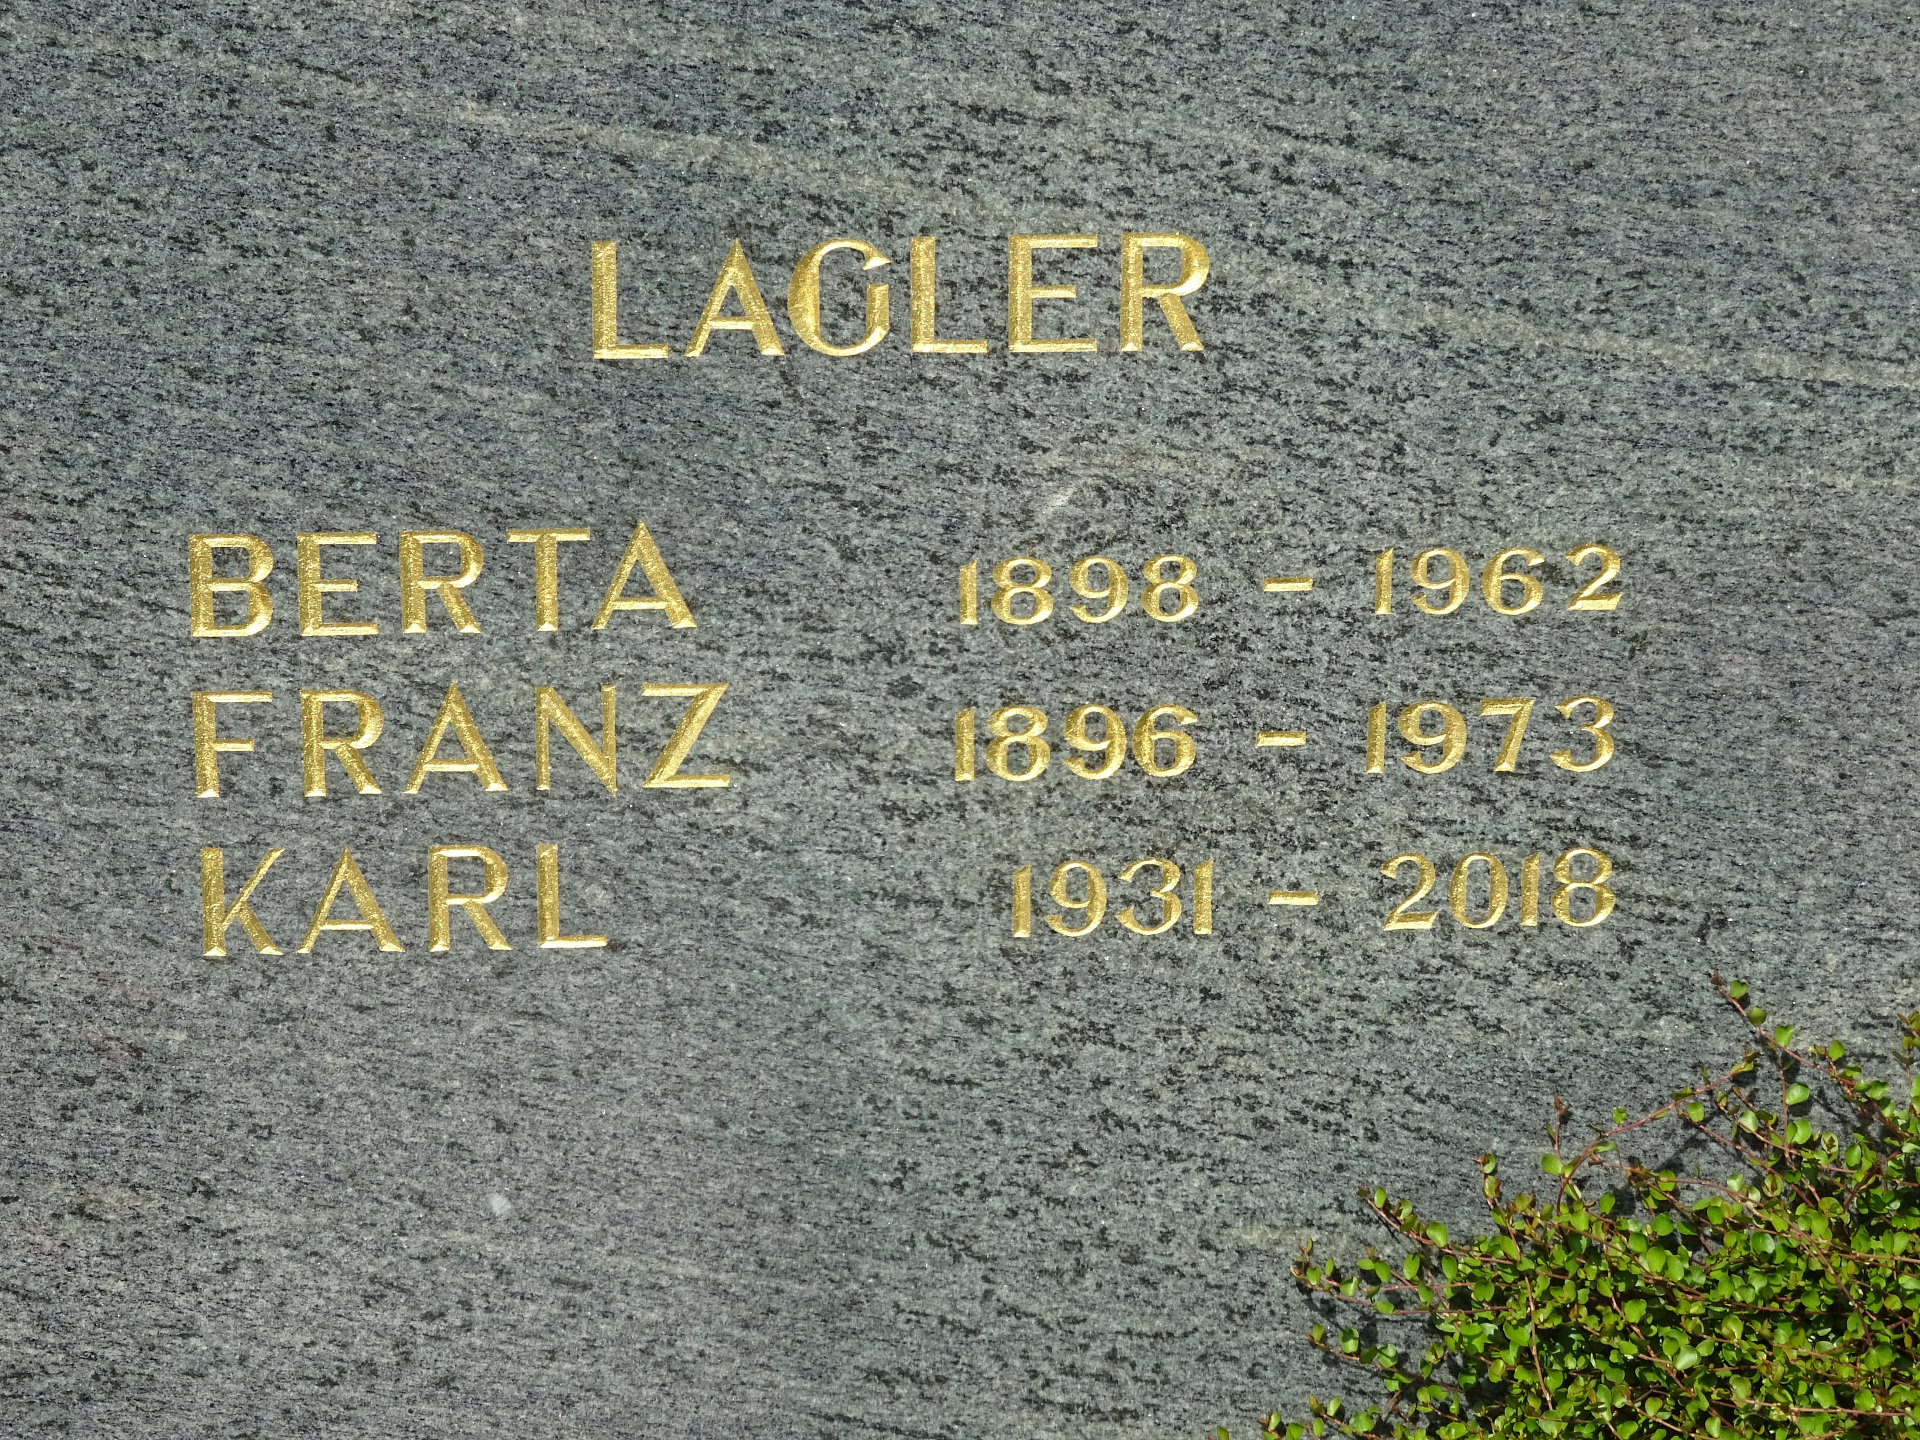 LAGLER
BERTA 1898 - 1962
FRANZ 1896 - 1973
KARL 1931 - 2018